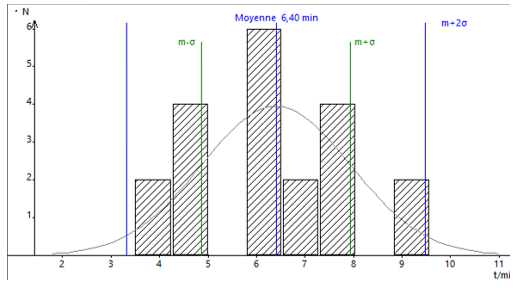 N
Moyenne 6,40 min
m-σ
m+σ
m+2σ
6
5
4
3
2
1
2 3 4 5 6 7 8 9 10 11
t/mi